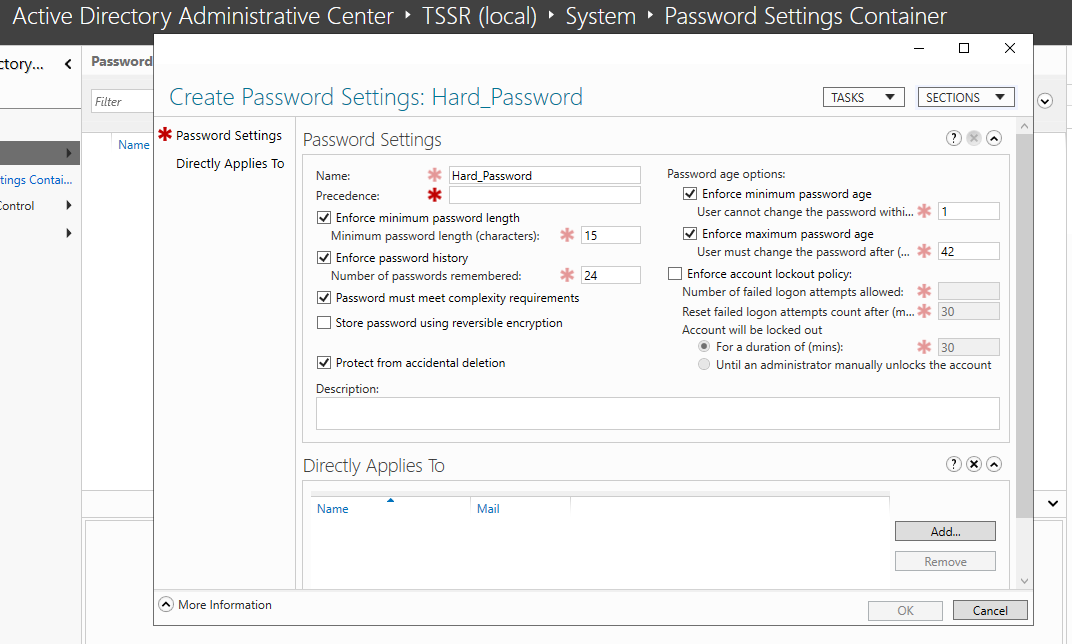 Active Directory Administrative Center ‣ TSSR (local) ‣ System ‣ Password Settings Container
ctory...
Password
Filter
Name
tings Contai...
Control
Create Password Settings: Hard_Password
TASKS
SECTIONS
Password Settings
Directly Applies To
Password Settings
Name: * Hard_Password
Precedence: *
Enforce minimum password length
Minimum password length (characters): * 15
Enforce password history
Number of passwords remembered: * 24
Password must meet complexity requirements
Store password using reversible encryption
Protect from accidental deletion
Password age options:
Enforce minimum password age
User cannot change the password withi... * 1
Enforce maximum password age
User must change the password after (... * 42
Enforce account lockout policy:
Number of failed logon attempts allowed: *
Reset failed logon attempts count after (m... * 30
Account will be locked out
For a duration of (mins): * 30
Until an administrator manually unlocks the account
Description:
Directly Applies To
Name Mail
Add...
Remove
More Information
OK Cancel